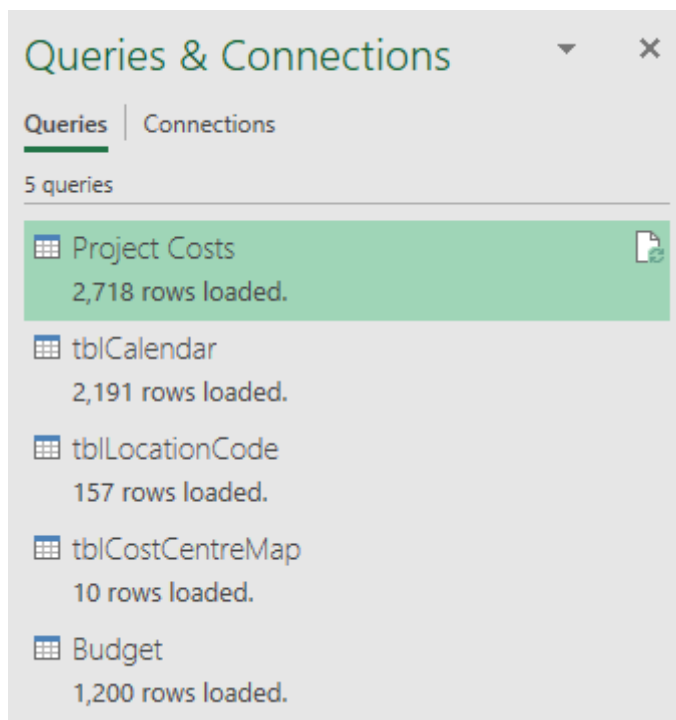 Queries & Connections
Queries Connections
5 queries
Project Costs
2,718 rows loaded.
tblCalendar
2,191 rows loaded.
tblLocationCode
157 rows loaded.
tblCostCentreMap
10 rows loaded.
Budget
1,200 rows loaded.